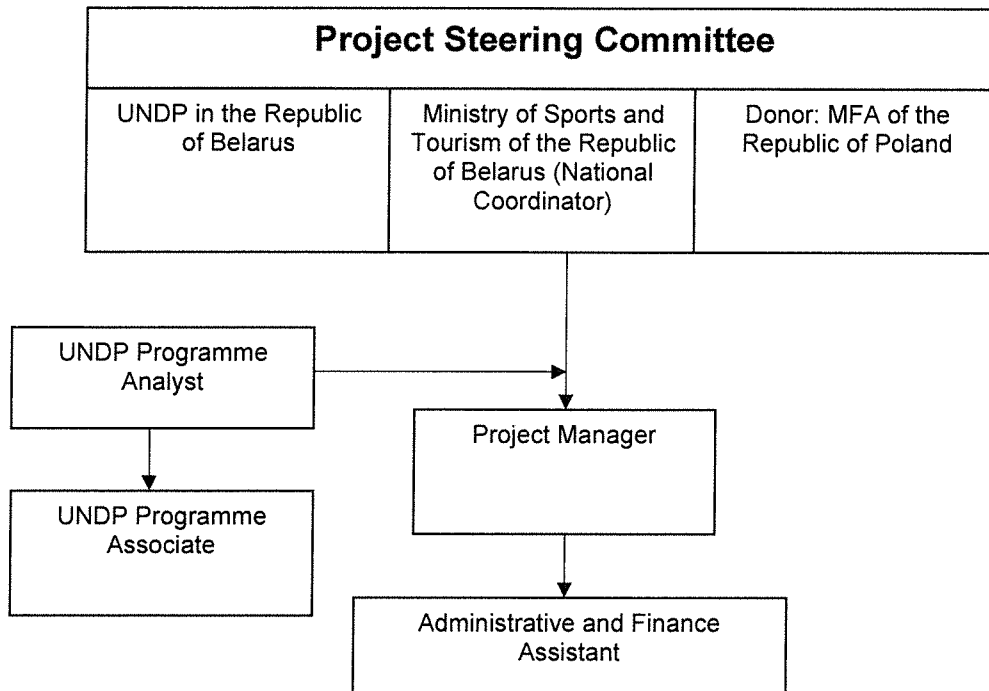 Project Steering Committee
UNDP in the Republic
of Belarus
Ministry of Sports and
Tourism of the Republic
of Belarus (National
Coordinator)
Donor: MFA of the
Republic of Poland
UNDP Programme
Analyst
Project Manager
UNDP Programme
Associate
Administrative and Finance
Assistant